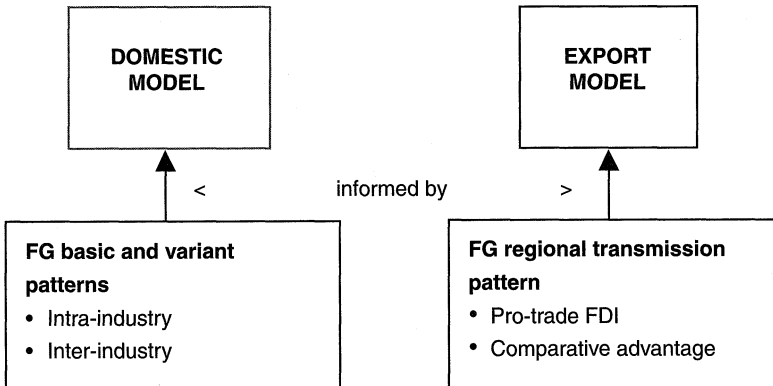 DOMESTIC
MODEL
EXPORT
MODEL
< informed by >
FG basic and variant
patterns
• Intra-industry
• Inter-industry
FG regional transmission
pattern
• Pro-trade FDI
• Comparative advantage